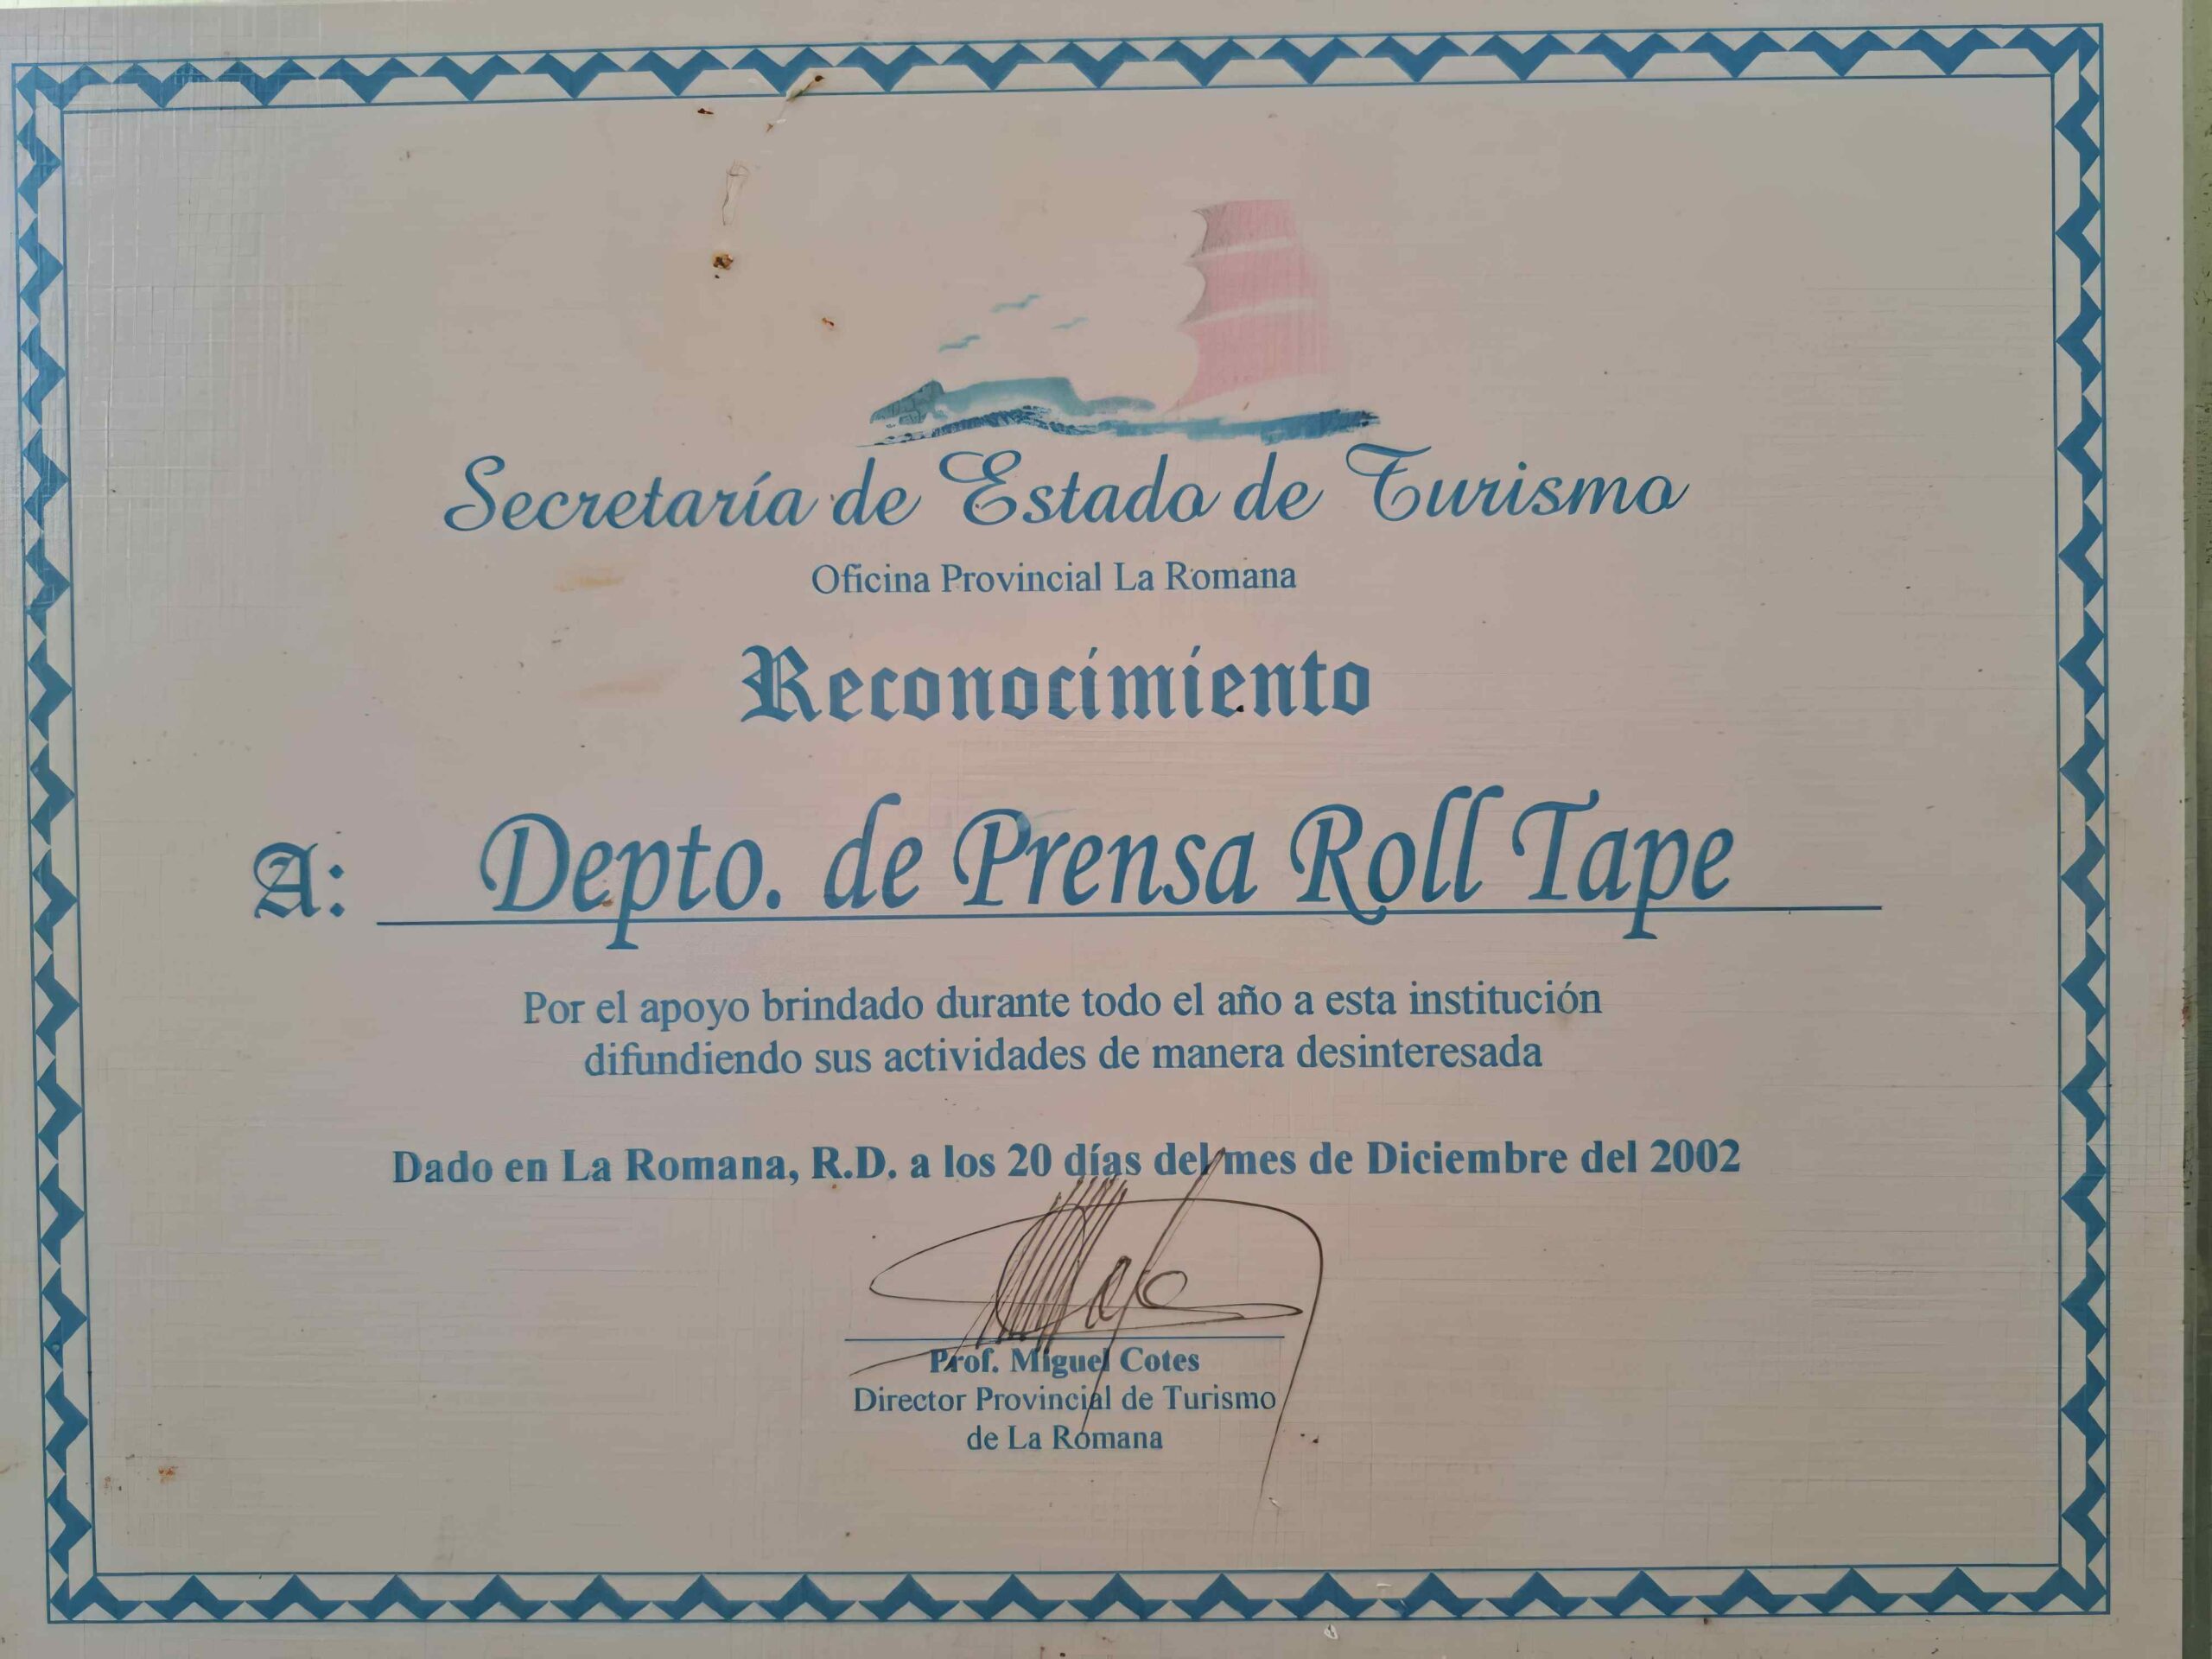 Secretaría de Estado de Turismo
Oficina Provincial La Romana
Reconocimiento
A: Depto. de Prensa Roll Tape
Por el apoyo brindado durante todo el año a esta institución
difundiendo sus actividades de manera desinteresada
Dado en La Romana, R.D. a los 20 días del mes de Diciembre del 2002
Prof. Miguel Cotes
Director Provincial de Turismo
de La Romana